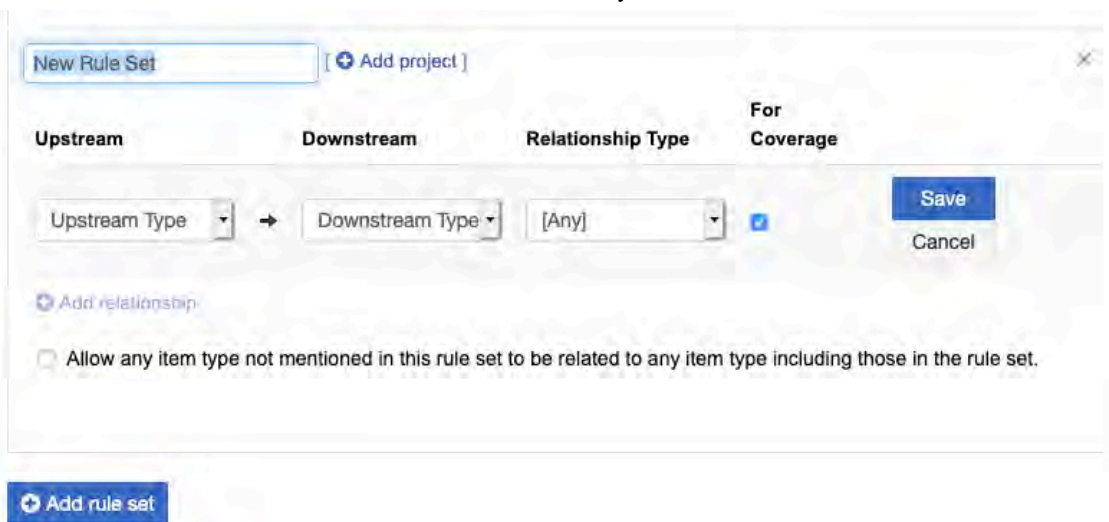 New Rule Set [ Add project ]
For
Upstream Downstream Relationship Type Coverage
Upstream Type Downstream Type [Any] Save
Cancel
Add relationship
Allow any item type not mentioned in this rule set to be related to any item type including those in the rule set.
Add rule set